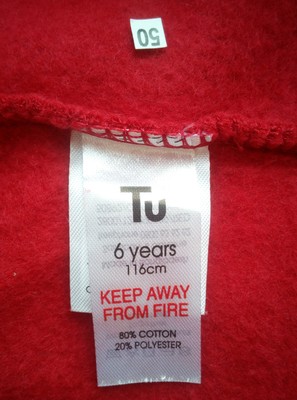 50
Tu
6 years
116cm
KEEP AWAY
FROM FIRE
80% COTTON
20% POLYESTER